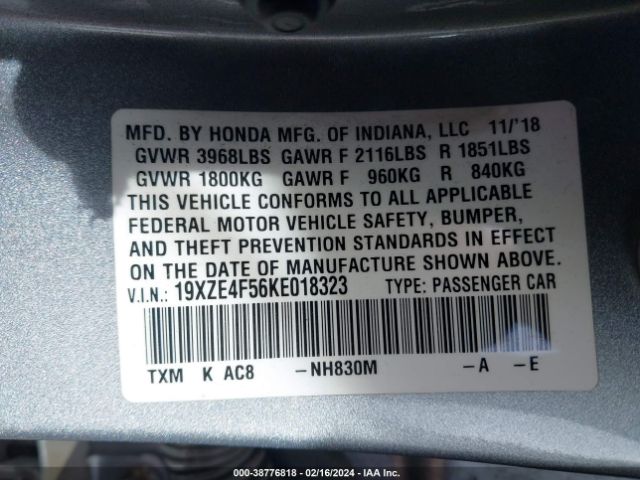 MFD. BY HONDA MFG. OF INDIANA, LLC 11/'18
GVWR 3968LBS GAWR F 2116LBS R 1851LBS
GVWR 1800KG GAWR F 960KG R 840KG
THIS VEHICLE CONFORMS TO ALL APPLICABLE
FEDERAL MOTOR VEHICLE SAFETY, BUMPER,
AND THEFT PREVENTION STANDARDS IN EFFECT
ON THE DATE OF MANUFACTURE SHOWN ABOVE.
V.I.N.: 19XZE4F56KE018323 TYPE: PASSENGER CAR
TXM K AC8 -NH830M -A -E
000-38776818 - 02/16/2024 - IAA Inc.